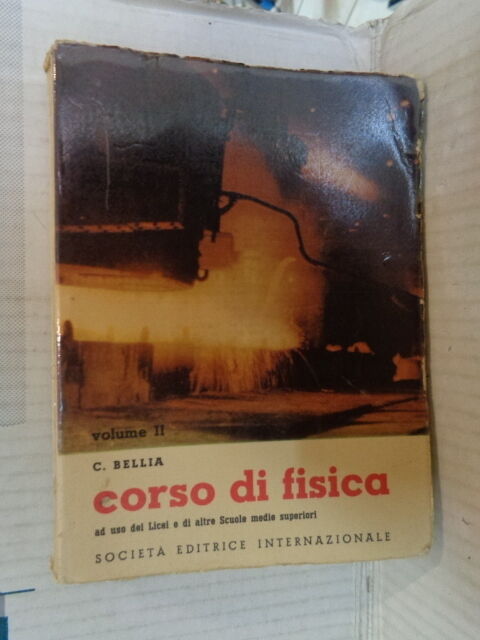 volume II
C. BELLIA
corso di fisica
ad uso dei Licei e di altre Scuole medie superiori
SOCIETÀ EDITRICE INTERNAZIONALE